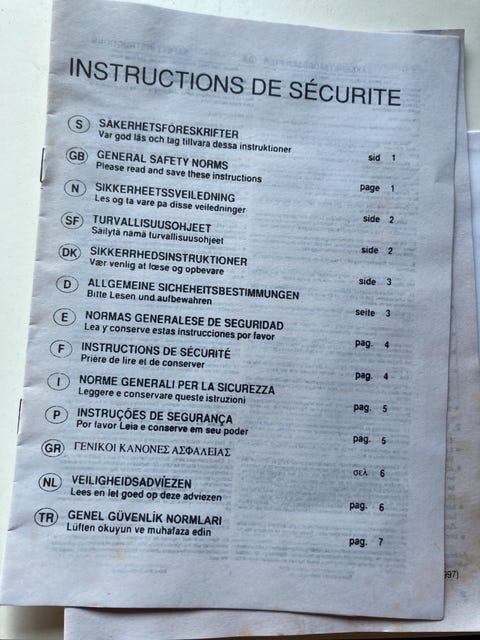 INSTRUCTIONS DE SÉCURITE
S SÄKERHETSFÖRESKRIFTER
Var god läs och tag tillvara dessa instruktioner sid 1
GB GENERAL SAFETY NORMS
Please read and save these instructions page 1
N SIKKERHEETSSVEILEDNING
Les og ta vare pa disse veiledninger side 2
SF TURVALLISUUSOHJEET
Säilytä nämä turvallisuusohjeet side 2
DK SIKKERRHEDSINSTRUKTIONER
Vær venlig at lœse og opbevare side 3
D ALLGEMEINE SICHEHEITSBESTIMMUNGEN
Bitte Lesen und aufbewahren seite 3
E NORMAS GENERALESE DE SEGURIDAD
Lea y conserve estas instrucciones por favor pag. 4
F INSTRUCTIONS DE SÉCURITÉ
Prière de lire et de conserver pag. 4
I NORME GENERALI PER LA SICUREZZA
Leggere e conservare queste istruzioni pag. 5
P INSTRUÇÕES DE SEGURANÇA
Por favor Leia e conserve em seu poder pag. 5
GR ΓΕΝΙΚΟΙ ΚΑΝΟΝΕΣ ΑΣΦΑΛΕΙΑΣ
σελ 6
NL VEILIGHEIDSADVÍEZEN
Lees en let goed op deze adviezen pag. 6
TR GENEL GÜVENLİK NORMLARI
Lüften okuyun ve muhafaza edin pag. 7
997)